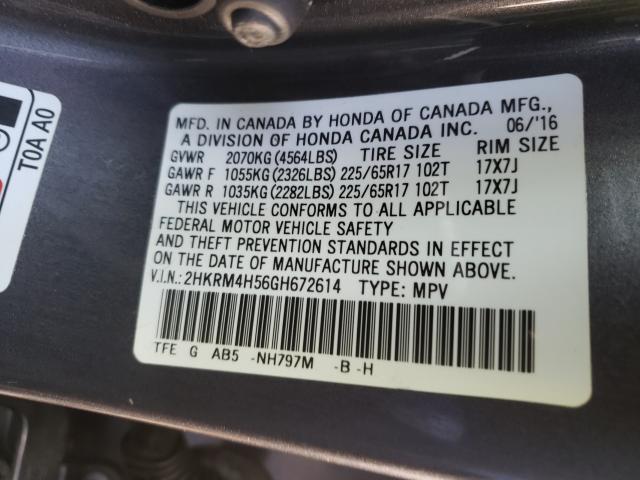 MFD. IN CANADA BY HONDA OF CANADA MFG.,
A DIVISION OF HONDA CANADA INC. 06/'16
GVWR 2070KG (4564LBS) TIRE SIZE RIM SIZE
GAWR F 1055KG (2326LBS) 225/65R17 102T 17X7J
GAWR R 1035KG (2282LBS) 225/65R17 102T 17X7J
THIS VEHICLE CONFORMS TO ALL APPLICABLE
FEDERAL MOTOR VEHICLE SAFETY
AND THEFT PREVENTION STANDARDS IN EFFECT
ON THE DATE OF MANUFACTURE SHOWN ABOVE.
V.I.N.: 2HKRM4H56GH672614 TYPE: MPV
TFE G AB5 -NH797M -B -H
T0A A0